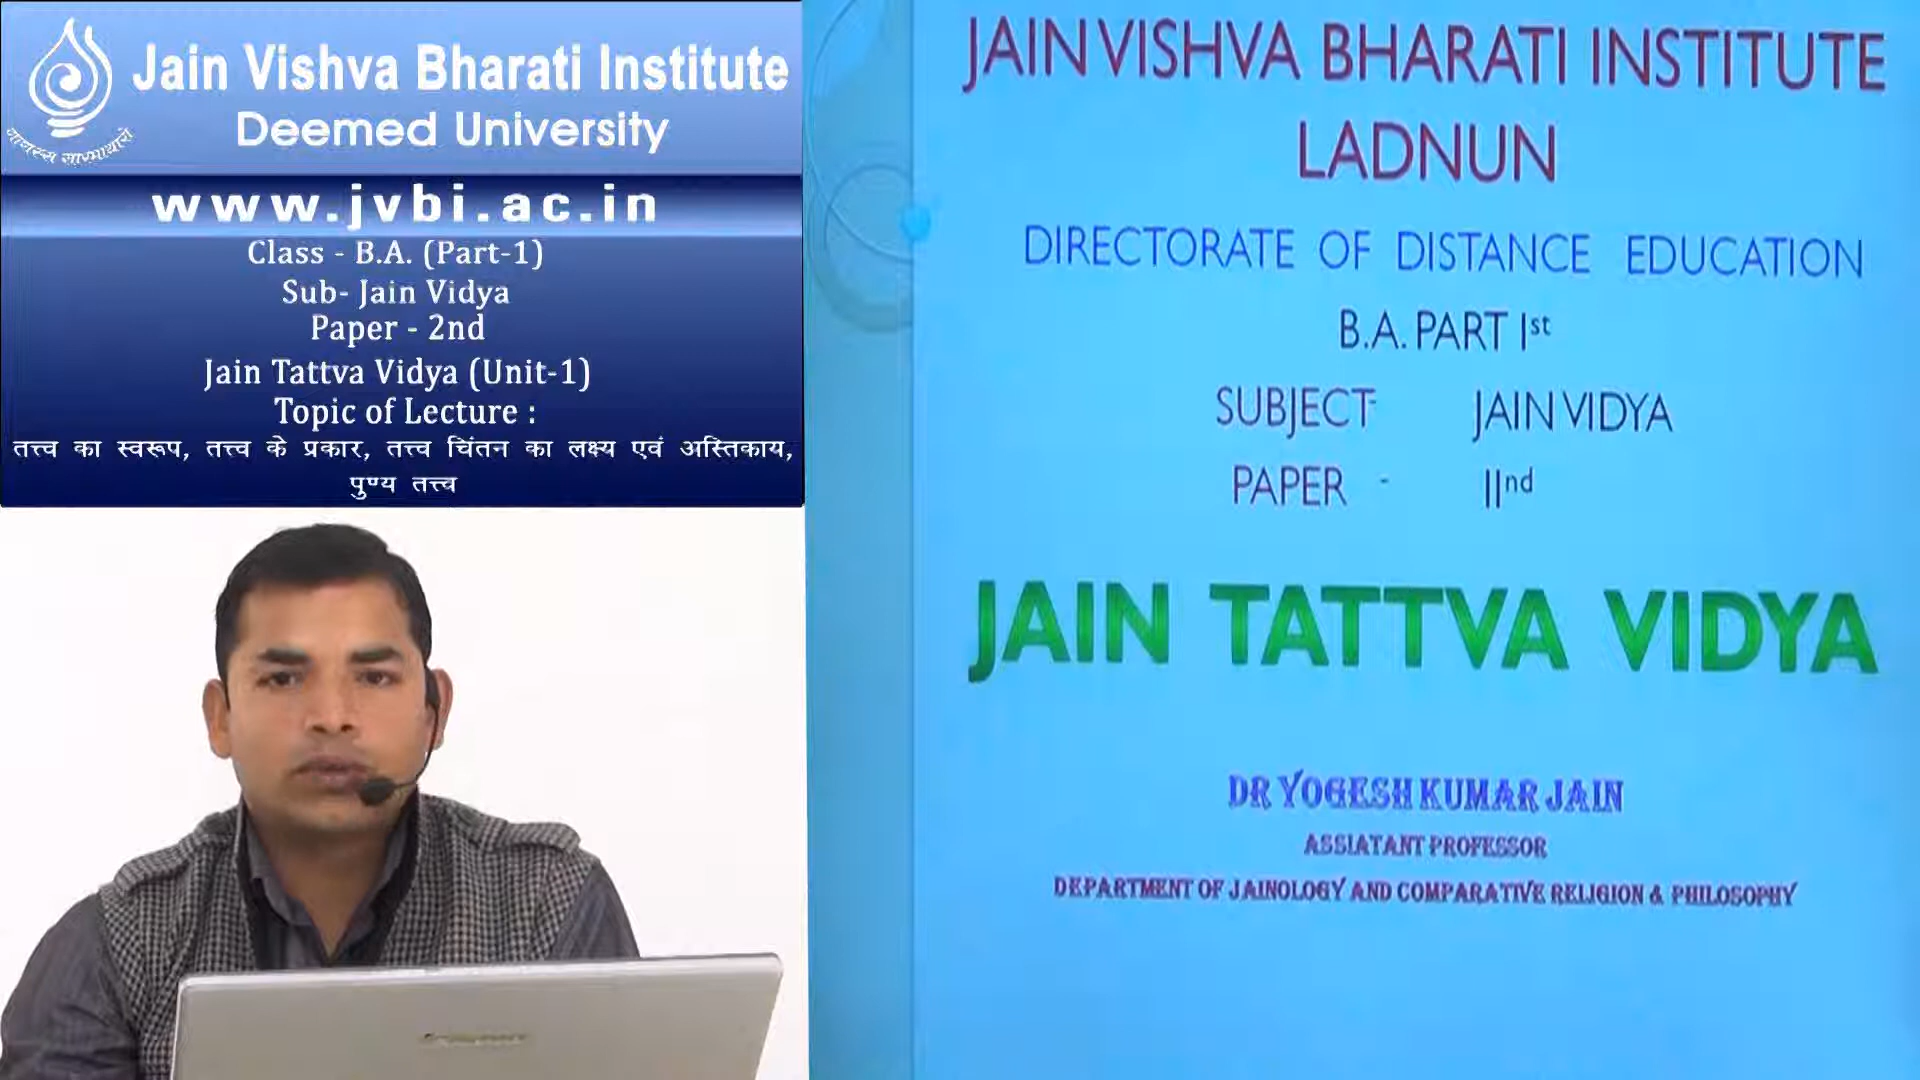 Jain Vishva Bharati Institute
Deemed University
www.jvbi.ac.in
Class - B.A. (Part-1)
Sub- Jain Vidya
Paper - 2nd
Jain Tattva Vidya (Unit-1)
Topic of Lecture :
तत्त्व का स्वरूप, तत्त्व के प्रकार, तत्त्व चिंतन का लक्ष्य एवं अस्तिकाय,
पुण्य तत्त्व
JAIN VISHVA BHARATI INSTITUTE
LADNUN
DIRECTORATE OF DISTANCE EDUCATION
B.A. PART Ist
SUBJECT- JAIN VIDYA
PAPER - IInd
JAIN TATTVA VIDYA
DR YOGESH KUMAR JAIN
ASSIATANT PROFESSOR
DEPARTMENT OF JAINOLOGY AND COMPARATIVE RELIGION & PHILOSOPHY